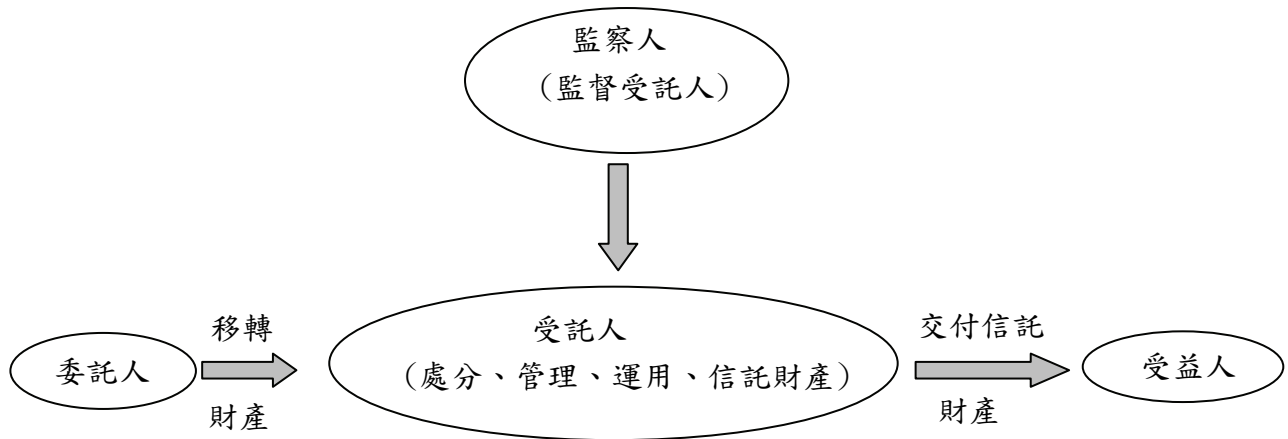 監察人
（監督受託人）
委託人
移轉
財產
受託人
（處分、管理、運用、信託財產）
交付信託
財產
受益人